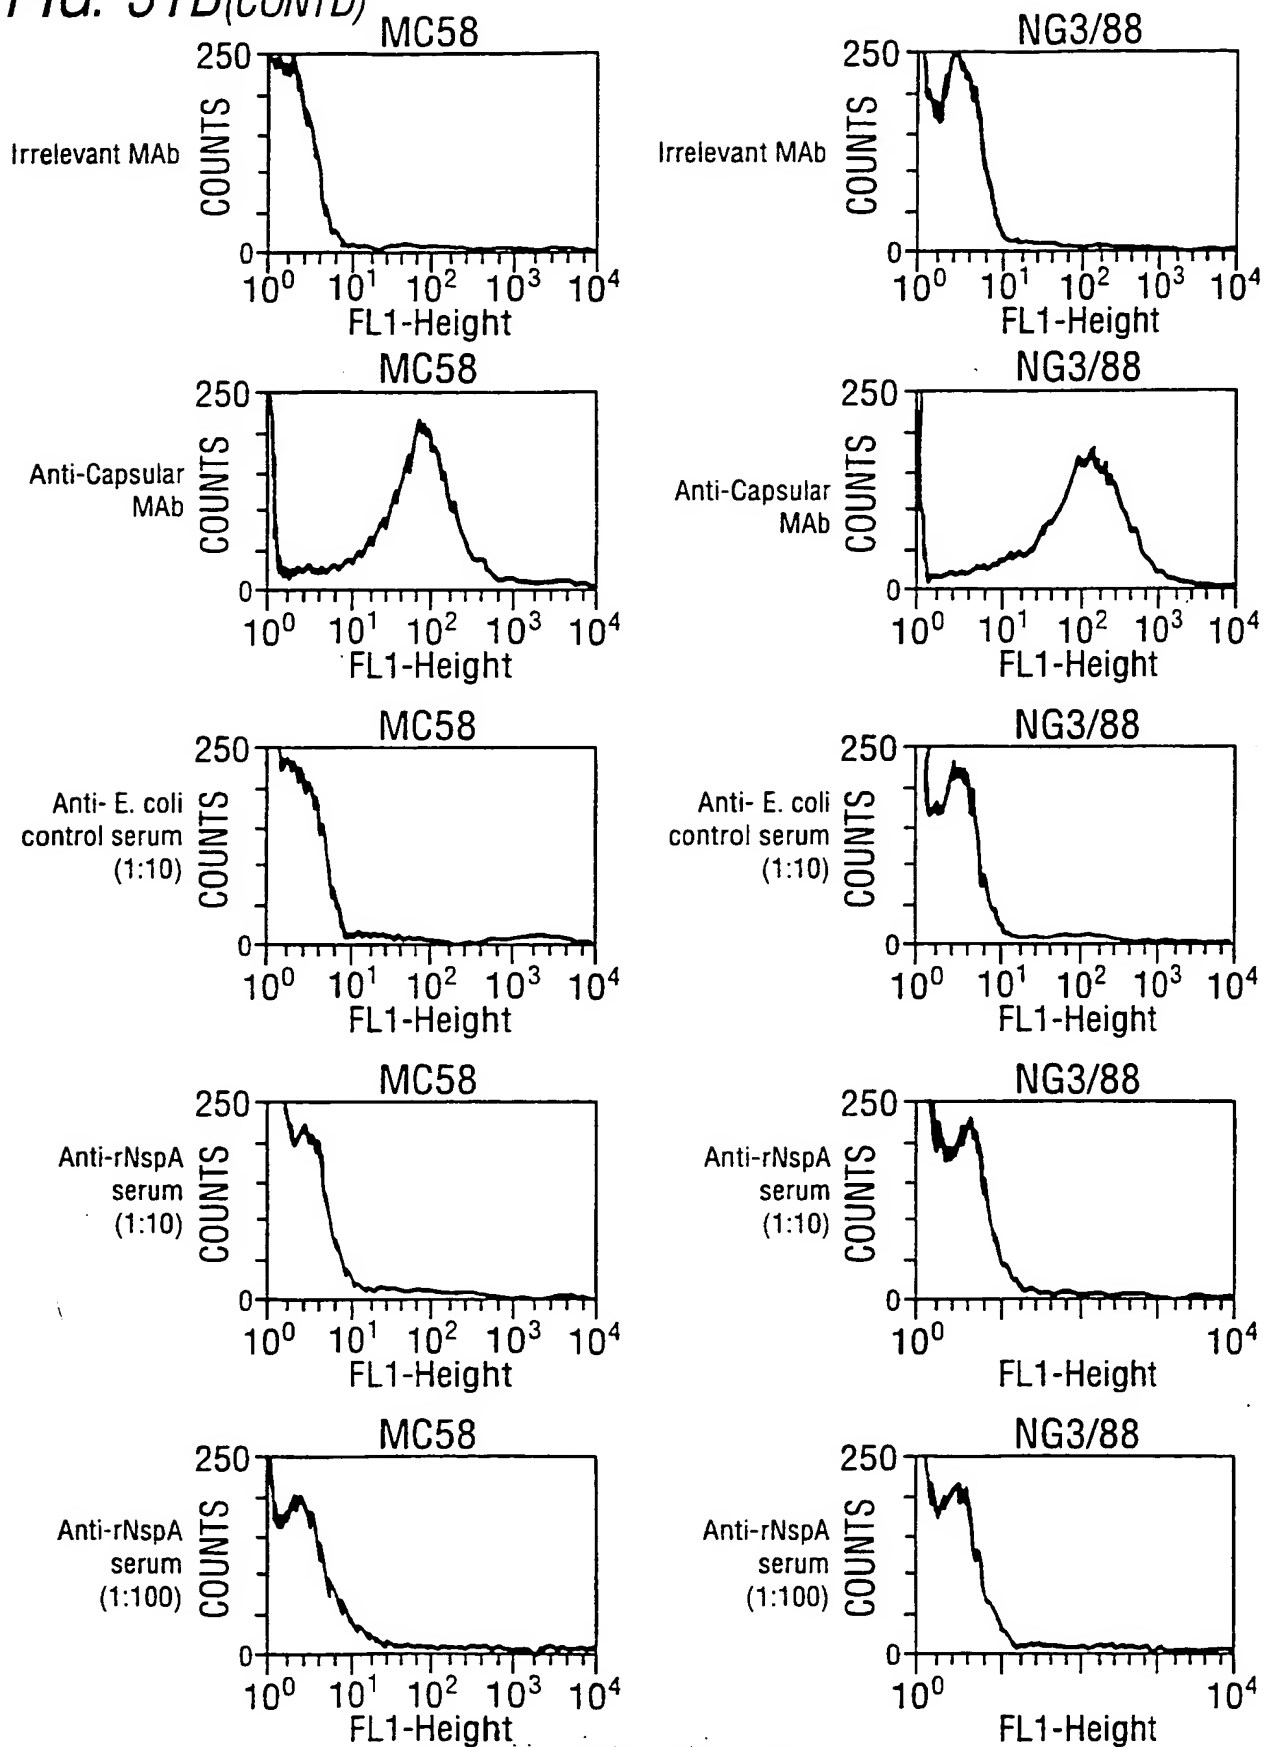 FIG. 31B(CONT'D)
MC58
250
Irrelevant MAb
COUNTS
0
10⁰ 10¹ 10² 10³ 10⁴
FL1-Height
NG3/88
250
Irrelevant MAb
COUNTS
0
10⁰ 10¹ 10² 10³ 10⁴
FL1-Height
MC58
250
Anti-Capsular
MAb
COUNTS
0
10⁰ 10¹ 10² 10³ 10⁴
FL1-Height
NG3/88
250
Anti-Capsular
MAb
COUNTS
0
10⁰ 10¹ 10² 10³ 10⁴
FL1-Height
MC58
250
Anti- E. coli
control serum
(1:10)
COUNTS
0
10⁰ 10¹ 10² 10³ 10⁴
FL1-Height
NG3/88
250
Anti- E. coli
control serum
(1:10)
COUNTS
0
10⁰ 10¹ 10² 10³ 10⁴
FL1-Height
MC58
250
Anti-rNspA
serum
(1:10)
COUNTS
0
10⁰ 10¹ 10² 10³ 10⁴
FL1-Height
NG3/88
250
Anti-rNspA
serum
(1:10)
COUNTS
0
10⁰ 10⁴
FL1-Height
MC58
250
Anti-rNspA
serum
(1:100)
COUNTS
0
10⁰ 10¹ 10² 10³ 10⁴
FL1-Height
NG3/88
250
Anti-rNspA
serum
(1:100)
COUNTS
0
10⁰ 10⁴
FL1-Height